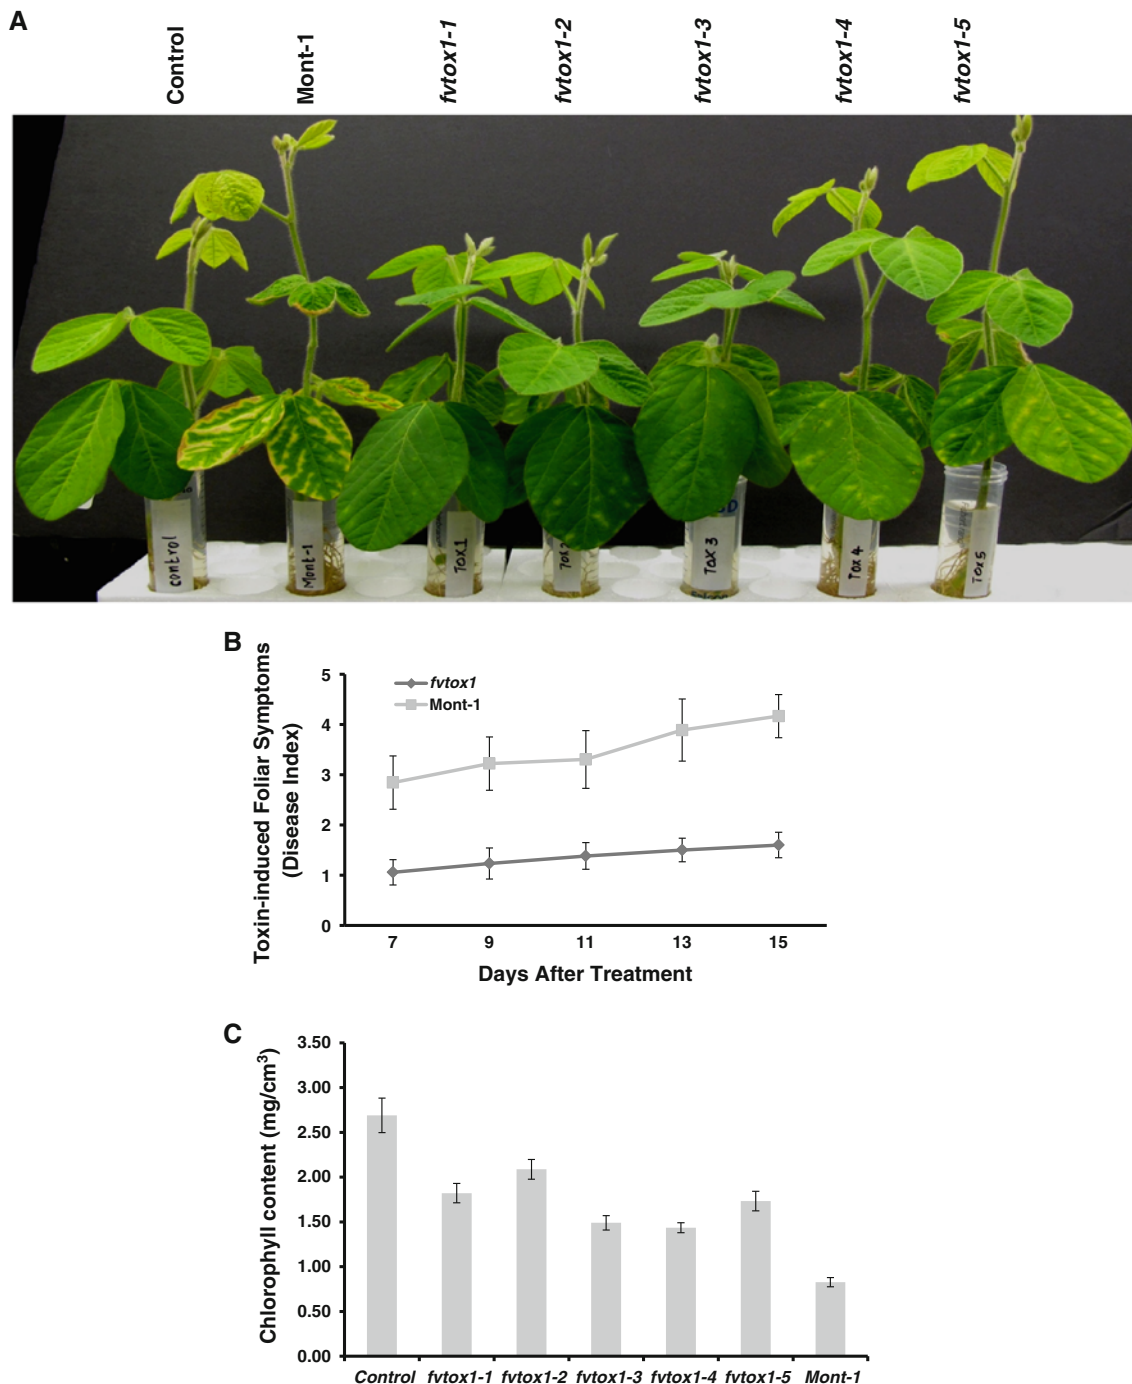 A
Control
Mont-1
fvtox1-1
fvtox1-2
fvtox1-3
fvtox1-4
fvtox1-5
control
Mont-1
TOX1
TOX 3
Tox 4
Tox 5
B
Toxin-induced Foliar Symptoms
(Disease Index)
5
4
3
2
1
0
fvtox1
Mont-1
7 9 11 13 15
Days After Treatment
C
Chlorophyll content (mg/cm³)
3.50
3.00
2.50
2.00
1.50
1.00
0.50
0.00
Control fvtox1-1 fvtox1-2 fvtox1-3 fvtox1-4 fvtox1-5 Mont-1